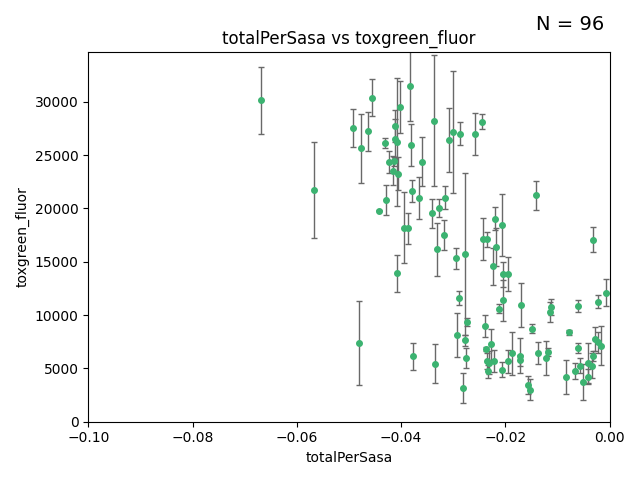 N = 96
totalPerSasa vs toxgreen_fluor
toxgreen_fluor
30000
25000
20000
15000
10000
5000
0
−0.10 −0.08 −0.06 −0.04 −0.02 0.00
totalPerSasa